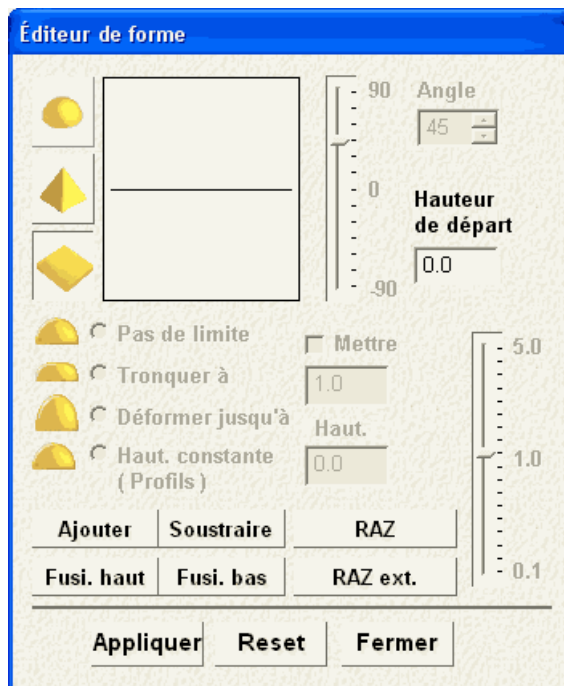 Éditeur de forme
90
Angle
45
0
Hauteur
de départ
0.0
-90
Pas de limite
Mettre
5.0
Tronquer à
1.0
Déformer jusqu'à
Haut.
Haut. constante
( Profils )
0.0
1.0
Ajouter
Soustraire
RAZ
Fusi. haut
Fusi. bas
RAZ ext.
0.1
Appliquer
Reset
Fermer